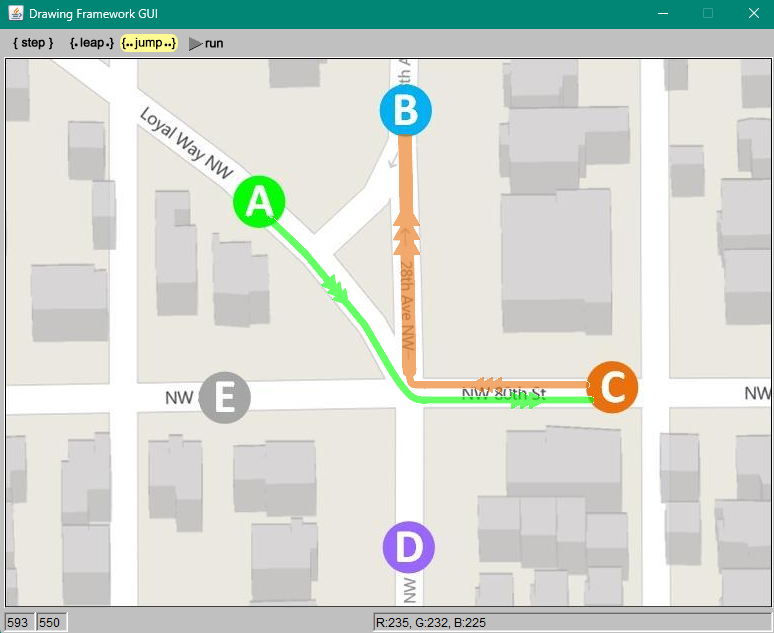 Drawing Framework GUI
{ step } {.leap.} {..jump..} run
th A
B
Loyal Way NW
A
28th Ave NW
E
NW
C
NW 80th St
NW
D
NW
593 550 R:235, G:232, B:225